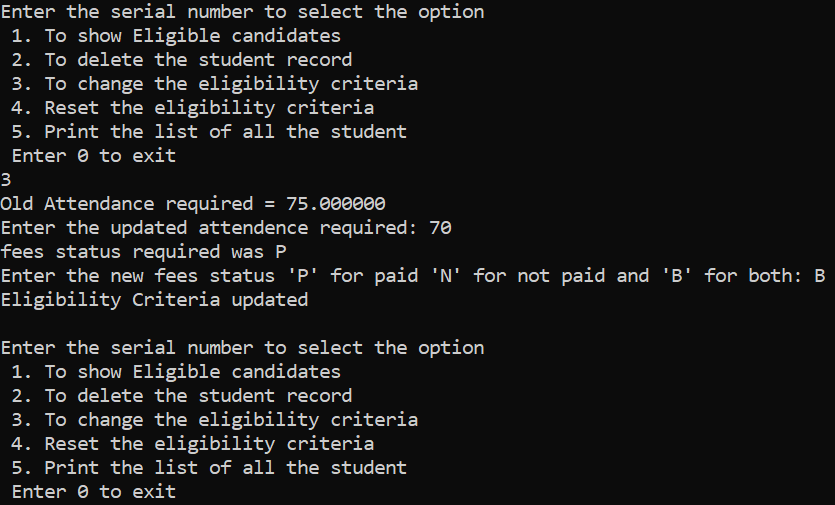 Enter the serial number to select the option
1. To show Eligible candidates
2. To delete the student record
3. To change the eligibility criteria
4. Reset the eligibility criteria
5. Print the list of all the student
Enter 0 to exit
3
Old Attendance required = 75.000000
Enter the updated attendence required: 70
fees status required was P
Enter the new fees status 'P' for paid 'N' for not paid and 'B' for both: B
Eligibility Criteria updated

Enter the serial number to select the option
1. To show Eligible candidates
2. To delete the student record
3. To change the eligibility criteria
4. Reset the eligibility criteria
5. Print the list of all the student
Enter 0 to exit